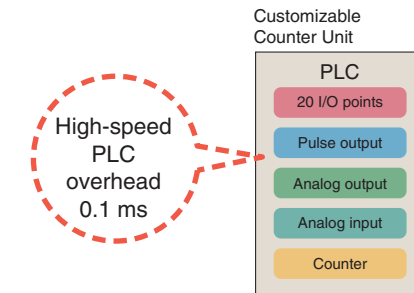 Customizable
Counter Unit
PLC
20 I/O points
Pulse output
Analog output
Analog input
Counter
High-speed
PLC
overhead
0.1 ms